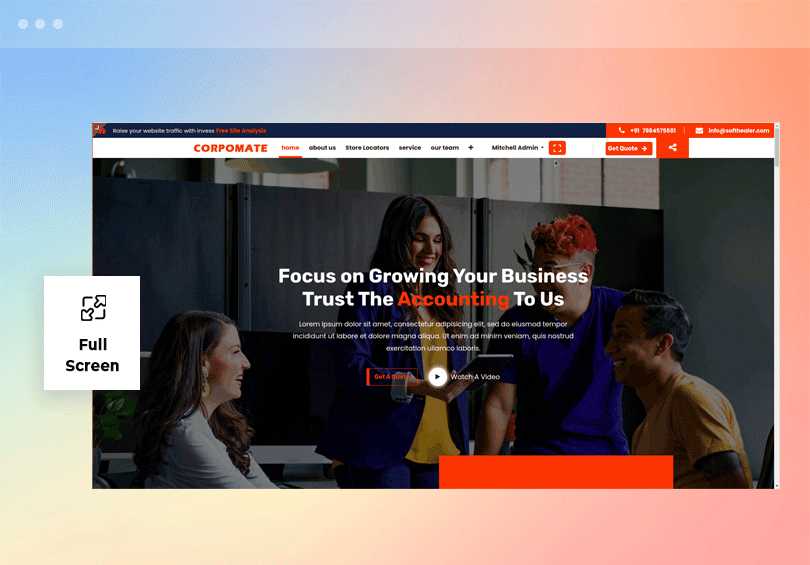 Raise your website traffic with invess Free Site Analysis
+91 7984575681
info@softhealer.com
CORPOMATE
home about us Store Locators service our team + Mitchell Admin
Get Quote
Focus on Growing Your Business
Trust The Accounting To Us
Lorem ipsum dolor sit amet, consectetur adipisicing elit, sed do eiusmod tempor
incididunt ut labore et dolore magna aliqua. Ut enim ad minim veniam, quis nostrud
exercitation ullamco laboris.
Get A Quote
Watch A Video
Full
Screen